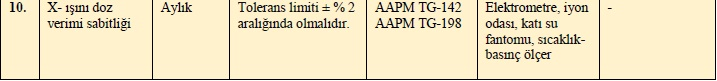 10.
X- ışını doz
verimi sabitliği
Aylık
Tolerans limiti ± % 2
aralığında olmalıdır.
AAPM TG-142
AAPM TG-198
Elektrometre, iyon
odası, katı su
fantomu, sıcaklık-
basınç ölçer
-